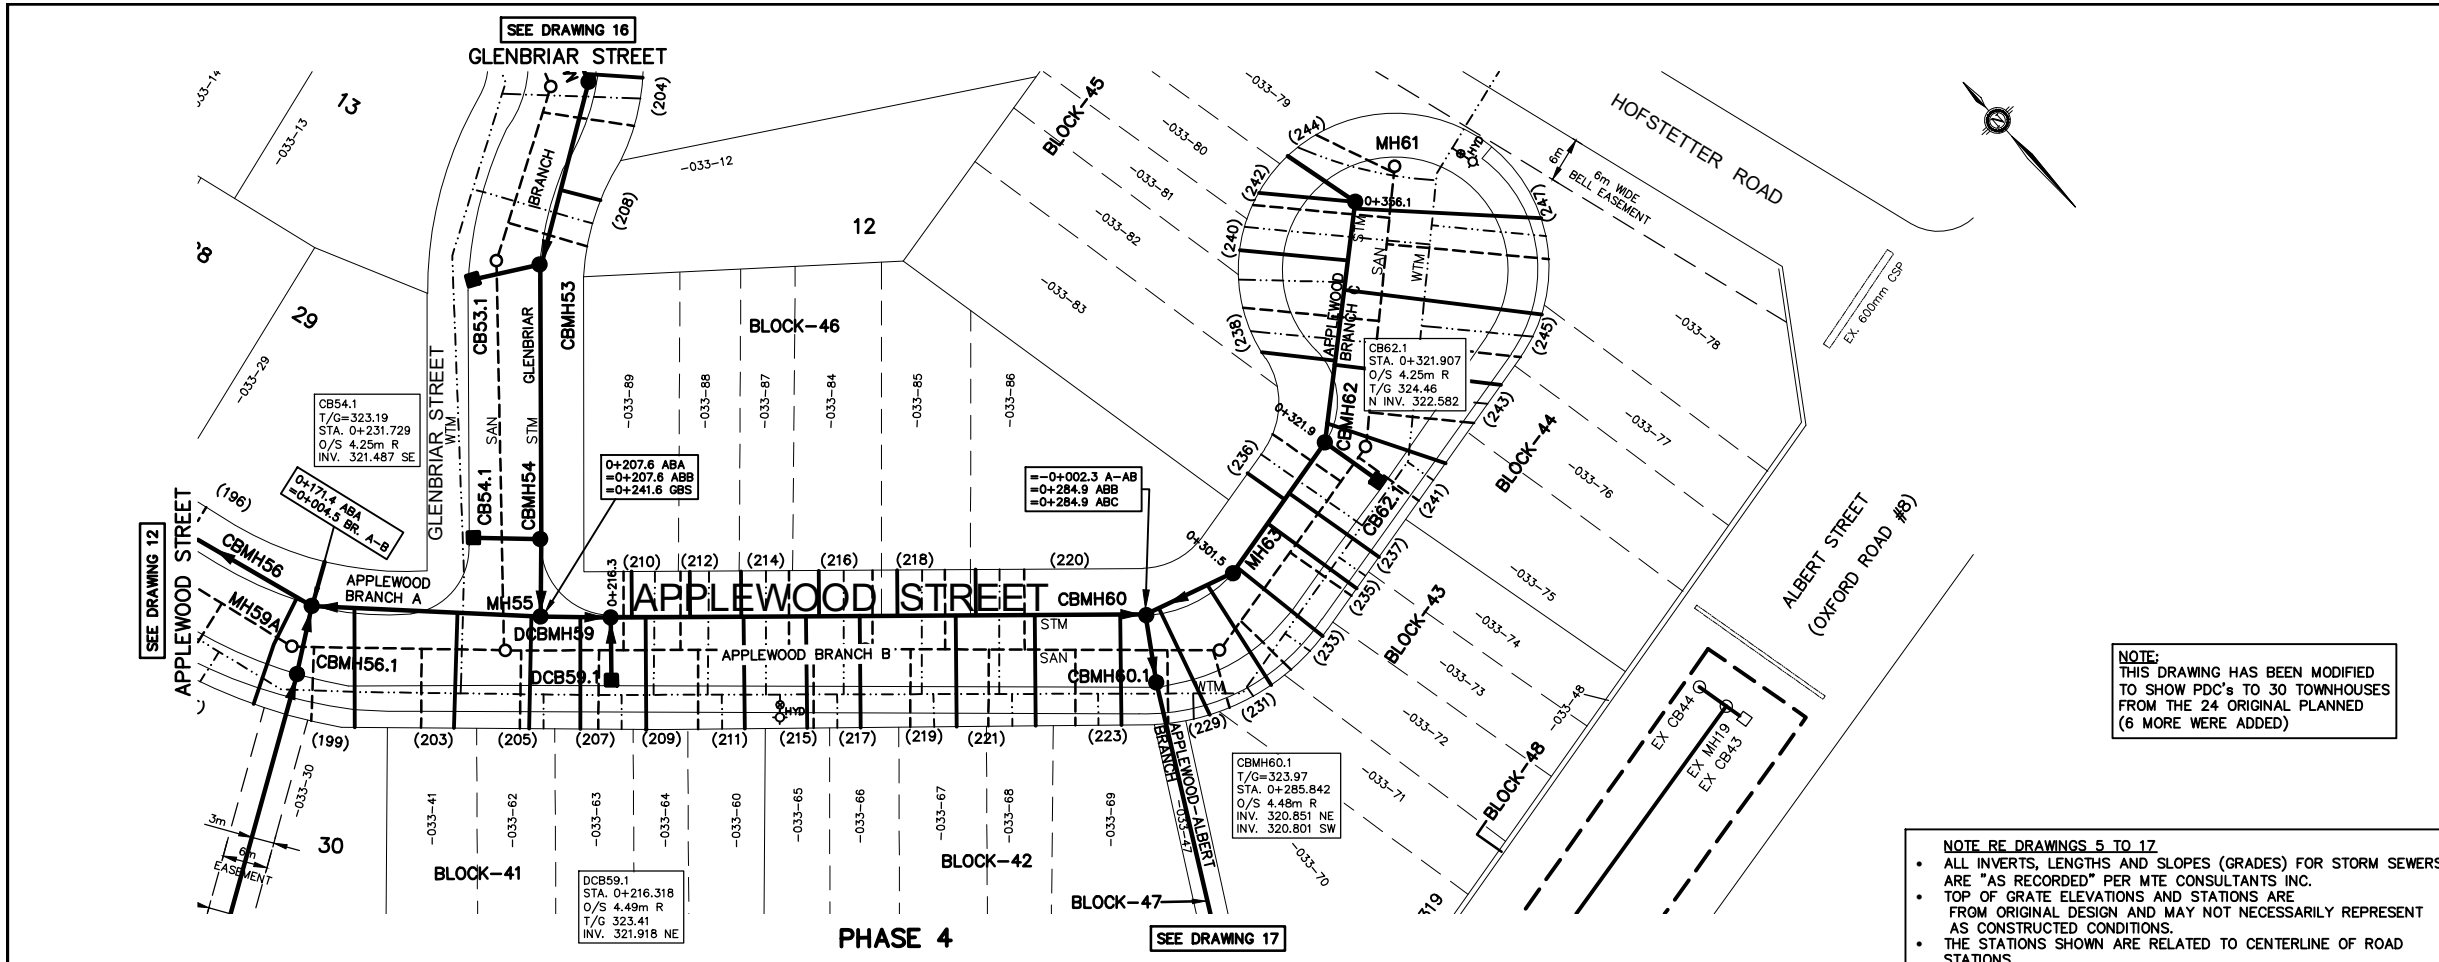 SEE DRAWING 16
GLENBRIAR STREET
-033-14
13
-033-13
(204)
-033-12
BLOCK-45
-033-79
-033-80
-033-81
-033-82
-033-83
(244)
MH61
HYD
HOFSTETTER ROAD
6m
6m WIDE
BELL EASEMENT
N
BRANCH
(208)
12
(242)
0+356.1
(247)
(240)
STM
SAN
WTM
29
-033-29
CB53.1
GLENBRIAR
CBMH53
BLOCK-46
(238)
APPLEWOOD
BRANCH C
(245)
-033-78
EX. 600mm CSP
CB62.1
STA. 0+321.907
O/S 4.25m R
T/G 324.46
N INV. 322.582
CB54.1
T/G=323.19
STA. 0+231.729
O/S 4.25m R
INV. 321.487 SE
GLENBRIAR STREET
WTM
SAN
STM
-033-89
-033-88
-033-87
-033-84
-033-85
-033-86
0+321.9
CBMH62
(243)
-033-77
BLOCK-44
-033-76
(236)
(241)
CB62.1
0+171.4 ABA
=0+004.5 BR. A-B
CB54.1
CBMH54
0+207.6 ABA
=0+207.6 ABB
=0+241.6 GBS
=-0+002.3 A-AB
=0+284.9 ABB
=0+284.9 ABC
(196)
SEE DRAWING 12
APPLEWOOD STREET
CBMH56
MH59A
APPLEWOOD
BRANCH A
MH55
0+216.3
(210)
(212)
(214)
(216)
(218)
(220)
APPLEWOOD STREET
CBMH60
0+301.5
MH63
(237)
(235)
(233)
-033-75
-033-74
BLOCK-43
-033-73
-033-72
-033-71
-033-70
-033-48
BLOCK-48
ALBERT STREET
(OXFORD ROAD #8)
DCBMH59
STM
CBMH56.1
APPLEWOOD BRANCH B
SAN
DCB59.1
CBMH60.1
WTM
HYD
(199)
(203)
(205)
(207)
(209)
(211)
(215)
(217)
(219)
(221)
(223)
(229)
(231)
EX CB44
EX MH19
EX CB43
NOTE:
THIS DRAWING HAS BEEN MODIFIED
TO SHOW PDC's TO 30 TOWNHOUSES
FROM THE 24 ORIGINAL PLANNED
(6 MORE WERE ADDED)
-033-30
3m
6m
EASEMENT
30
-033-41
-033-62
-033-63
-033-64
-033-60
-033-65
-033-66
-033-67
-033-68
-033-69
APPLEWOOD-ALBERT
BRANCH
-033-47
CBMH60.1
T/G=323.97
STA. 0+285.842
O/S 4.48m R
INV. 320.851 NE
INV. 320.801 SW
BLOCK-41
BLOCK-42
DCB59.1
STA. 0+216.318
O/S 4.49m R
T/G 323.41
INV. 321.918 NE
BLOCK-47
PHASE 4
SEE DRAWING 17
319
NOTE RE DRAWINGS 5 TO 17
• ALL INVERTS, LENGTHS AND SLOPES (GRADES) FOR STORM SEWERS
ARE "AS RECORDED" PER MTE CONSULTANTS INC.
• TOP OF GRATE ELEVATIONS AND STATIONS ARE
FROM ORIGINAL DESIGN AND MAY NOT NECESSARILY REPRESENT
AS CONSTRUCTED CONDITIONS.
• THE STATIONS SHOWN ARE RELATED TO CENTERLINE OF ROAD
STATIONS